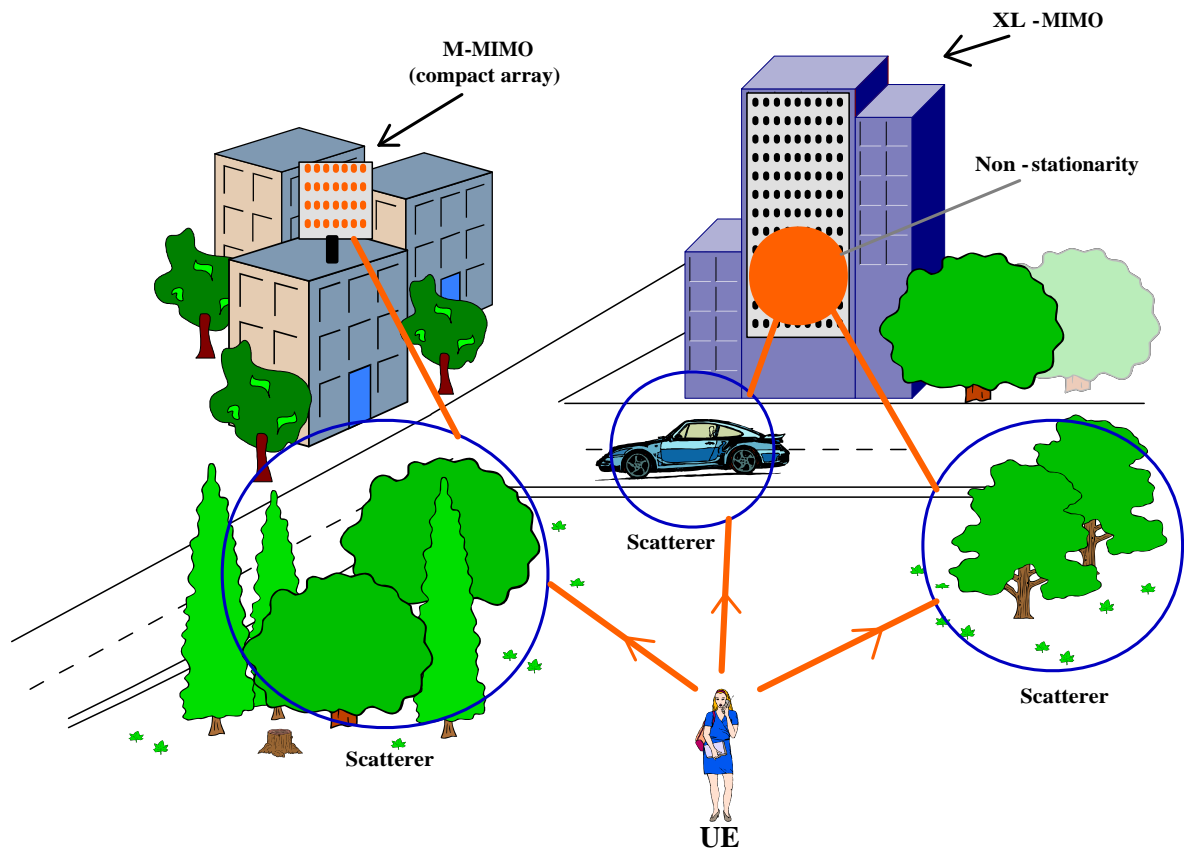 XL - MIMO
M-MIMO
(compact array)
Non - stationarity
Scatterer
Scatterer
Scatterer
UE